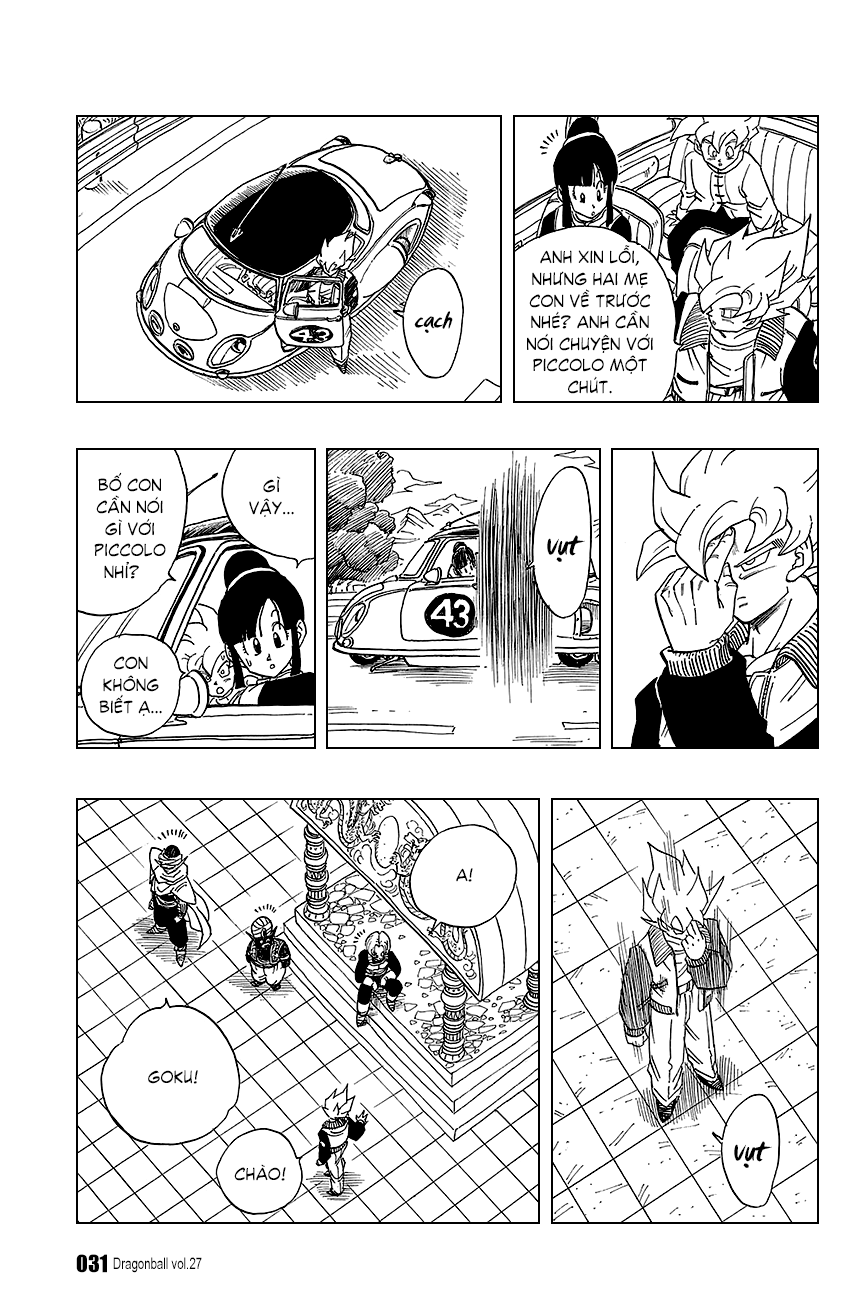 ANH XIN LỖI,
NHƯNG HAI MẸ
CON VỀ TRƯỚC
NHÉ? ANH CẦN
NÓI CHUYỆN VỚI
PICCOLO MỘT
CHÚT.
cạch
43
vụt
43
GÌ
VẬY...
BỐ CON
CẦN NÓI
GÌ VỚI
PICCOLO
NHỈ?
CON
KHÔNG
BIẾT Ạ...
vụt
A!
GOKU!
CHÀO!
031 Dragonball vol.27